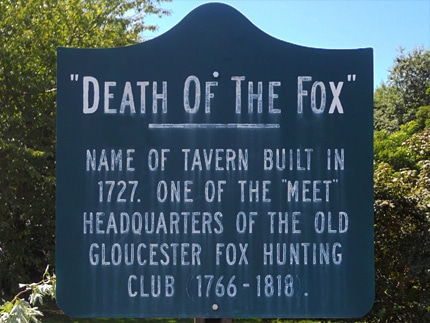 "DEATH OF THE FOX"
NAME OF TAVERN BUILT IN
1727. ONE OF THE "MEET"
HEADQUARTERS OF THE OLD
GLOUCESTER FOX HUNTING
CLUB (1766-1818).